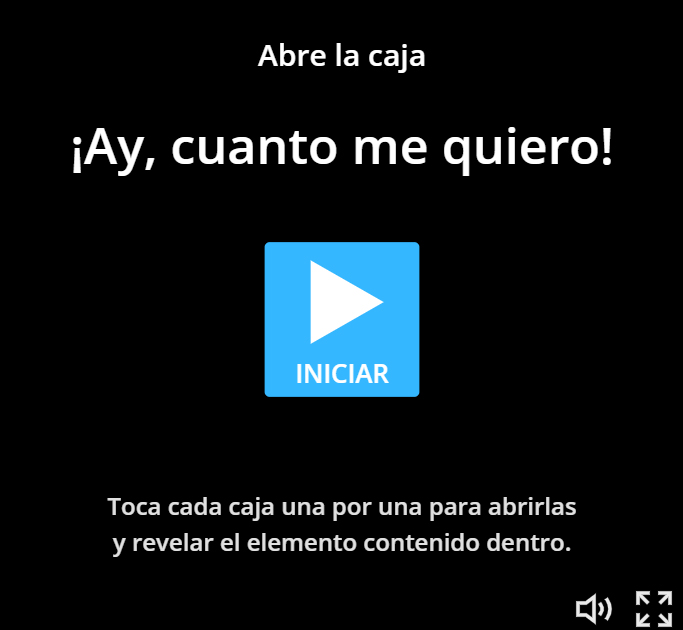 Abre la caja
¡Ay, cuanto me quiero!
INICIAR
Toca cada caja una por una para abrirlas
y revelar el elemento contenido dentro.